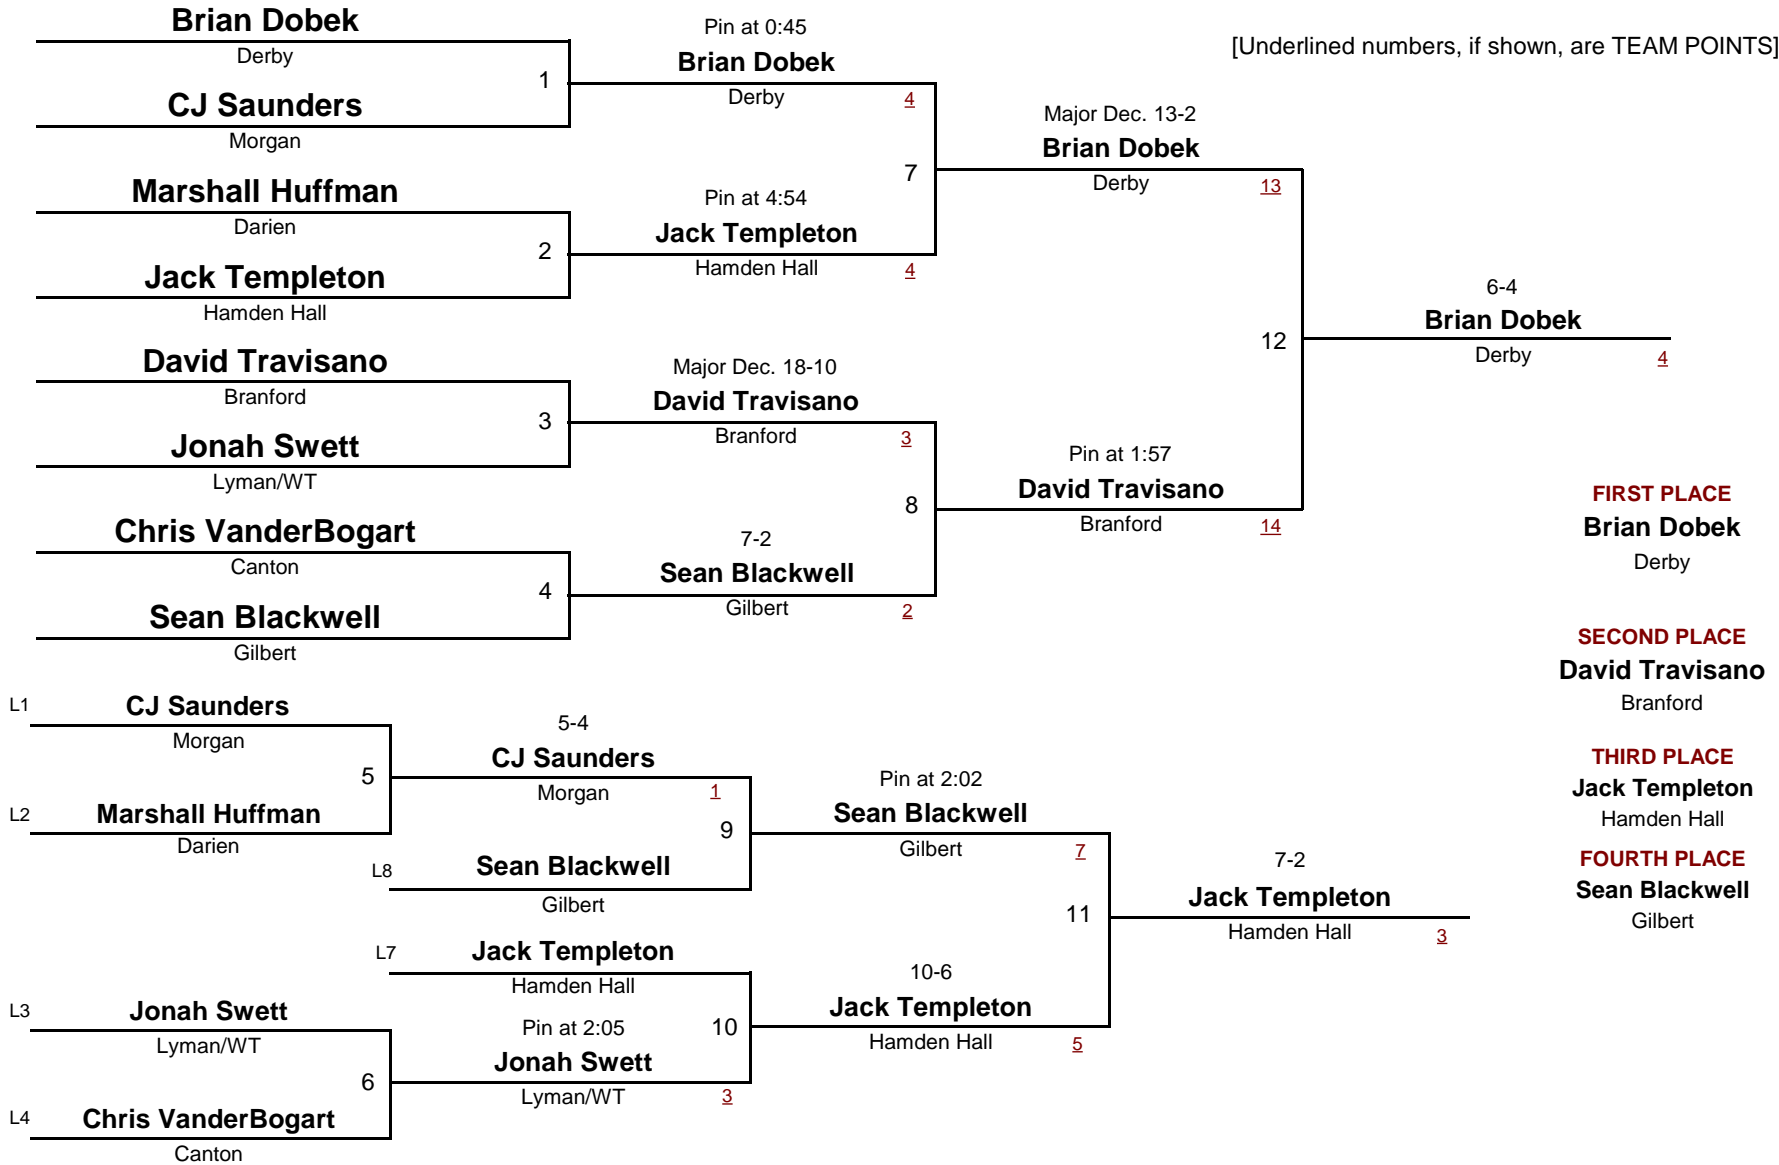 [Underlined numbers, if shown, are TEAM POINTS]
Brian Dobek
Derby
1
CJ Saunders
Morgan
Marshall Huffman
Darien
2
Jack Templeton
Hamden Hall
David Travisano
Branford
3
Jonah Swett
Lyman/WT
Chris VanderBogart
Canton
4
Sean Blackwell
Gilbert
Pin at 0:45
Brian Dobek
Derby 4
7
Pin at 4:54
Jack Templeton
Hamden Hall 4
Major Dec. 18-10
David Travisano
Branford 3
8
7-2
Sean Blackwell
Gilbert 2
Major Dec. 13-2
Brian Dobek
Derby 13
12
Pin at 1:57
David Travisano
Branford 14
6-4
Brian Dobek
Derby 4
FIRST PLACE
Brian Dobek
Derby
SECOND PLACE
David Travisano
Branford
THIRD PLACE
Jack Templeton
Hamden Hall
FOURTH PLACE
Sean Blackwell
Gilbert
L1 CJ Saunders
Morgan
5
L2 Marshall Huffman
Darien
5-4
CJ Saunders
Morgan 1
9
L8 Sean Blackwell
Gilbert
L7 Jack Templeton
Hamden Hall
10
L3 Jonah Swett
Lyman/WT
6
L4 Chris VanderBogart
Canton
Pin at 2:05
Jonah Swett
Lyman/WT 3
Pin at 2:02
Sean Blackwell
Gilbert 7
11
10-6
Jack Templeton
Hamden Hall 5
7-2
Jack Templeton
Hamden Hall 3